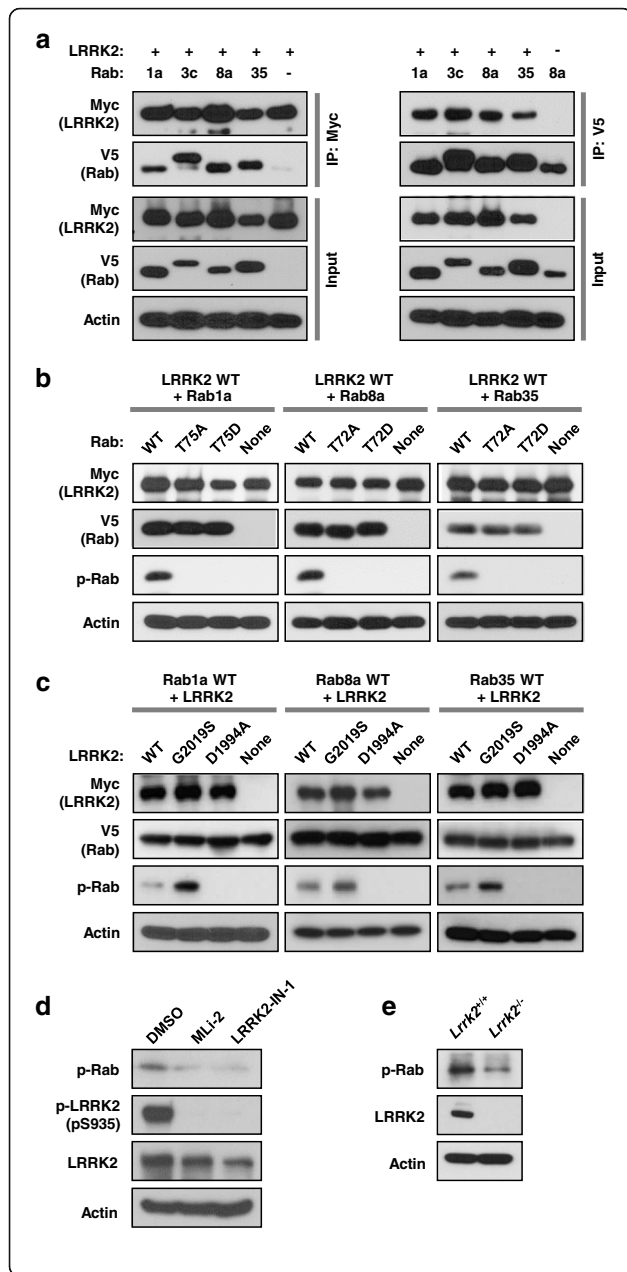 a
LRRK2: + + + + +
Rab: 1a 3c 8a 35 -
Myc
(LRRK2)
V5
(Rab)
IP: Myc
Myc
(LRRK2)
V5
(Rab)
Actin
Input
+ + + + -
1a 3c 8a 35 8a
IP: V5
Input
b
LRRK2 WT
+ Rab1a
LRRK2 WT
+ Rab8a
LRRK2 WT
+ Rab35
Rab: WT T75A T75D None WT T72A T72D None WT T72A T72D None
Myc
(LRRK2)
V5
(Rab)
p-Rab
Actin
c
Rab1a WT
+ LRRK2
Rab8a WT
+ LRRK2
Rab35 WT
+ LRRK2
LRRK2: WT G2019S D1994A None WT G2019S D1994A None WT G2019S D1994A None
Myc
(LRRK2)
V5
(Rab)
p-Rab
Actin
d
DMSO MLi-2 LRRK2-IN-1
p-Rab
p-LRRK2
(pS935)
LRRK2
Actin
e
Lrrk2+/+ Lrrk2-/-
p-Rab
LRRK2
Actin